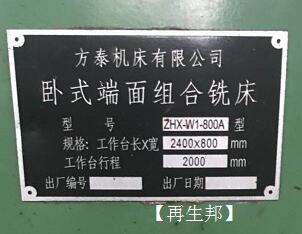 方泰机床有限公司
卧式端面组合铣床
型 号 ZHX-W1-800A 型
规格：工作台长X宽 2400x800 mm
工作台行程 2000 mm
出厂编号 出厂日期
【再生邦】